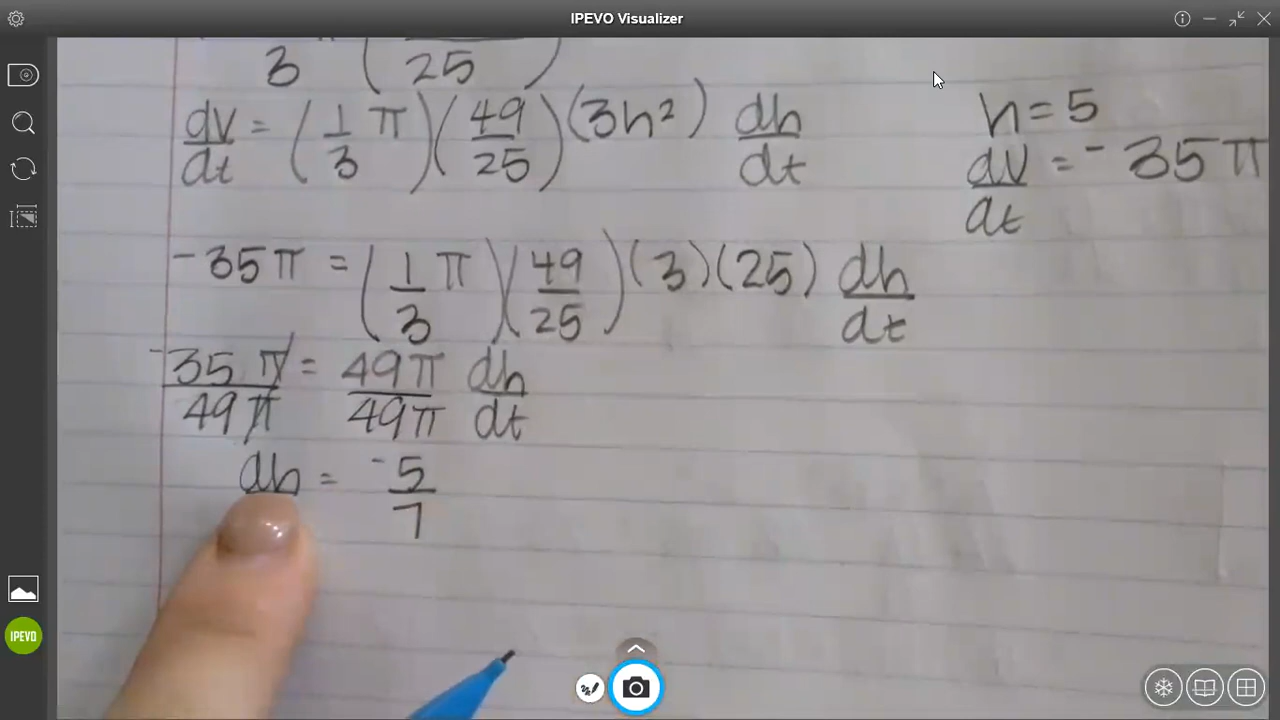 IPEVO Visualizer
3 ( 25 )
dV/dt = (1/3 π)(49/25)(3h²) dh/dt
h = 5
dV/dt = -35π
-35π = (1/3 π)(49/25)(3)(25) dh/dt
-35π/49π = 49π/49π dh/dt
dh = -5/7
IPEVO